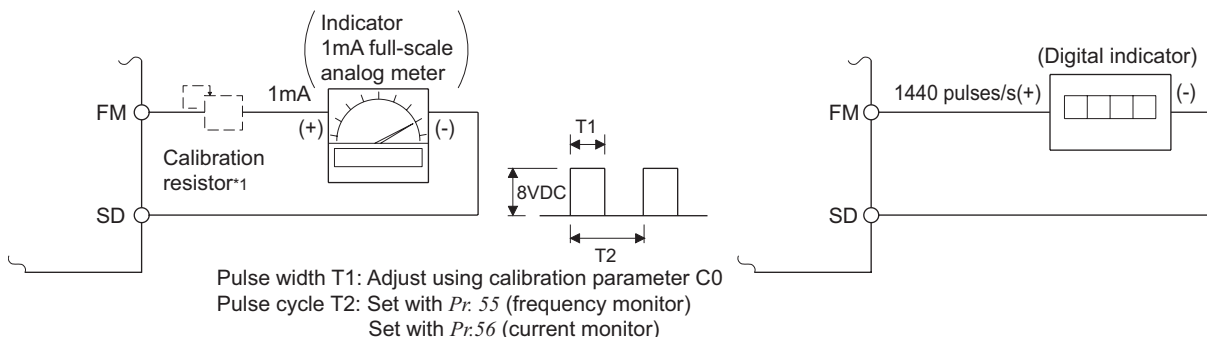 Indicator
1mA full-scale
analog meter
FM
1mA
(+)
(-)
Calibration
resistor*1
SD
T1
8VDC
T2
(Digital indicator)
FM
1440 pulses/s(+)
(-)
SD
Pulse width T1: Adjust using calibration parameter C0
Pulse cycle T2: Set with Pr. 55 (frequency monitor)
Set with Pr.56 (current monitor)